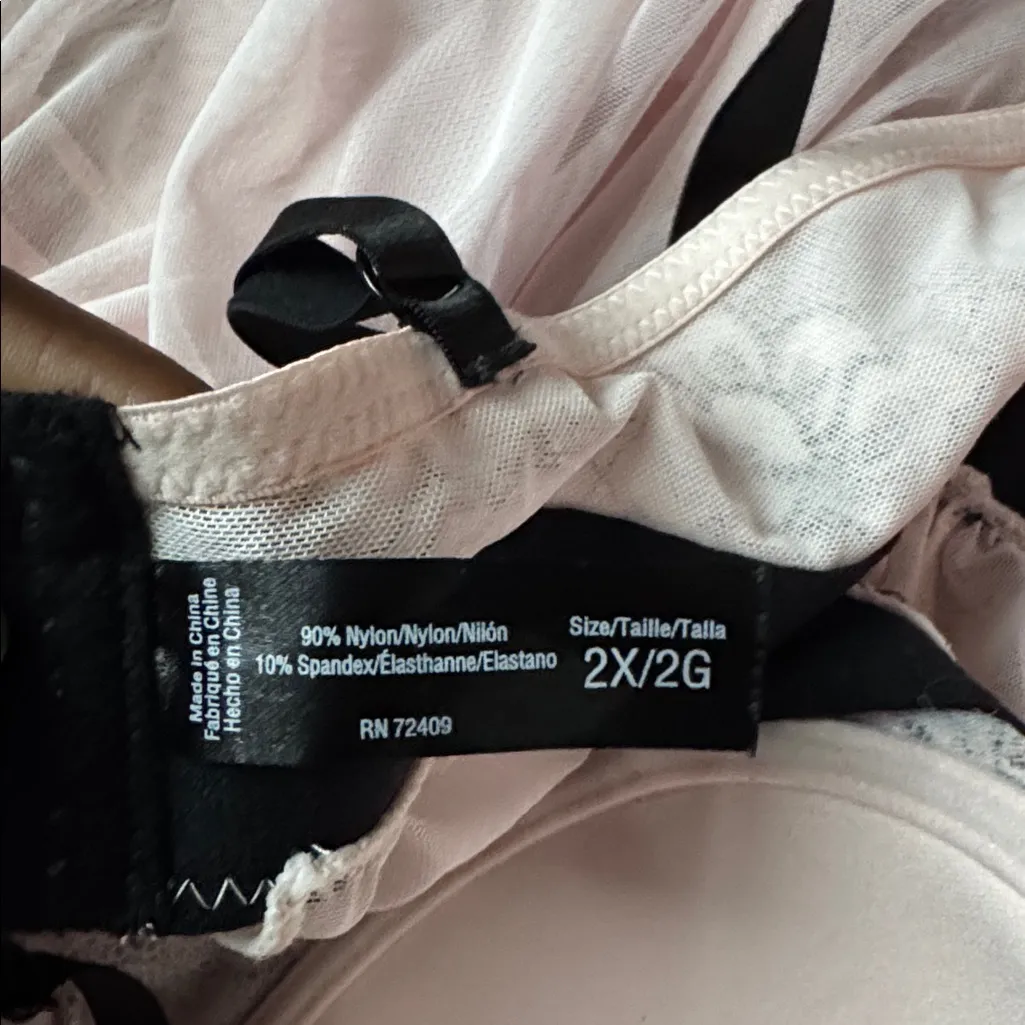 Made in China
Fabriqué en Chine
Hecho en China
90% Nylon/Nylon/Nilón
10% Spandex/Élasthanne/Elastano
RN 72409
Size/Taille/Talla
2X/2G